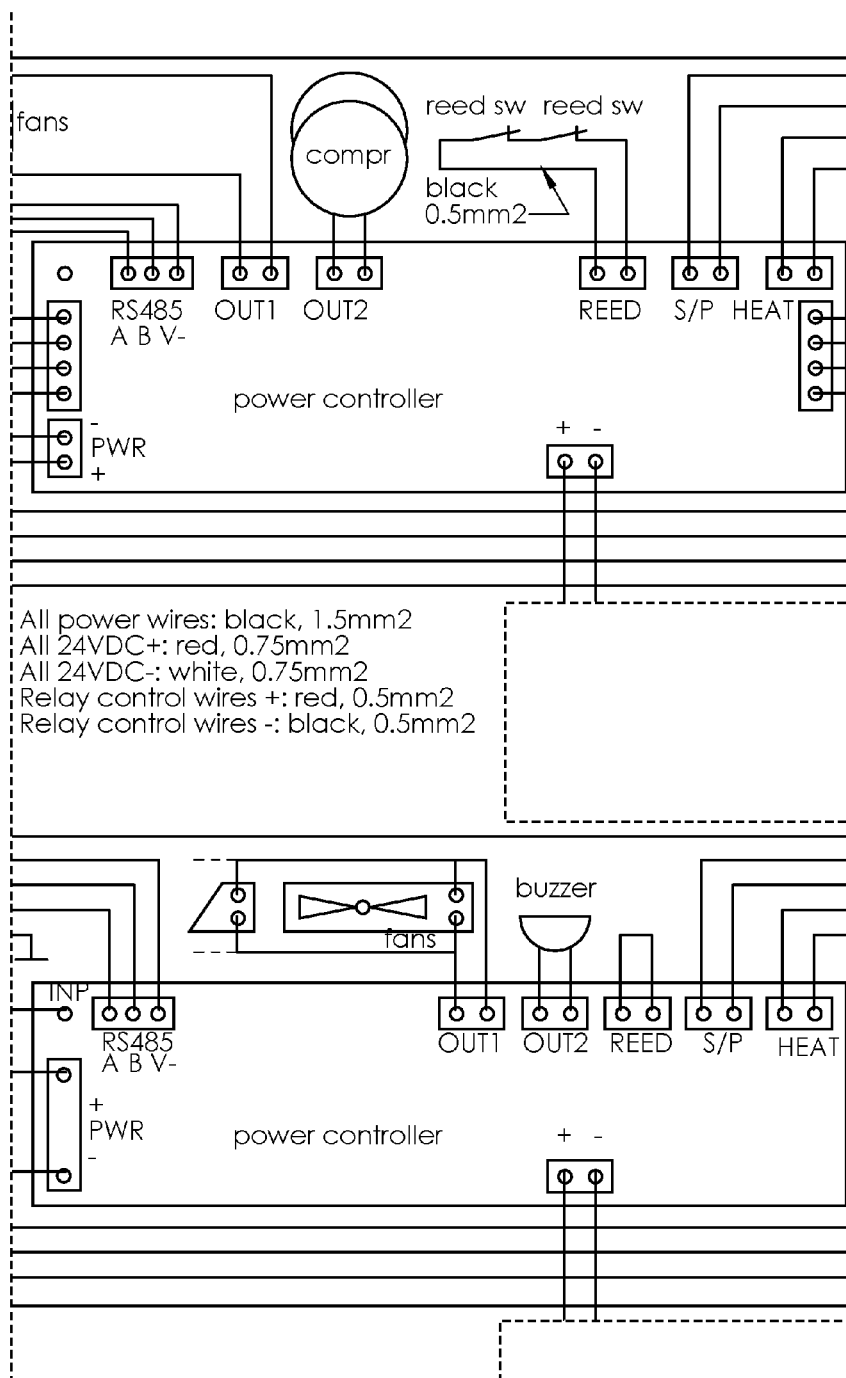 reed sw reed sw
fans
compr
black
0.5mm2
RS485 OUT1 OUT2 REED S/P HEAT
A B V-
power controller
-
PWR
+
+ -
All power wires: black, 1.5mm2
All 24VDC+: red, 0.75mm2
All 24VDC-: white, 0.75mm2
Relay control wires +: red, 0.5mm2
Relay control wires -: black, 0.5mm2
buzzer
fans
INP
RS485 OUT1 OUT2 REED S/P HEAT
A B V-
+
PWR
-
power controller
+ -